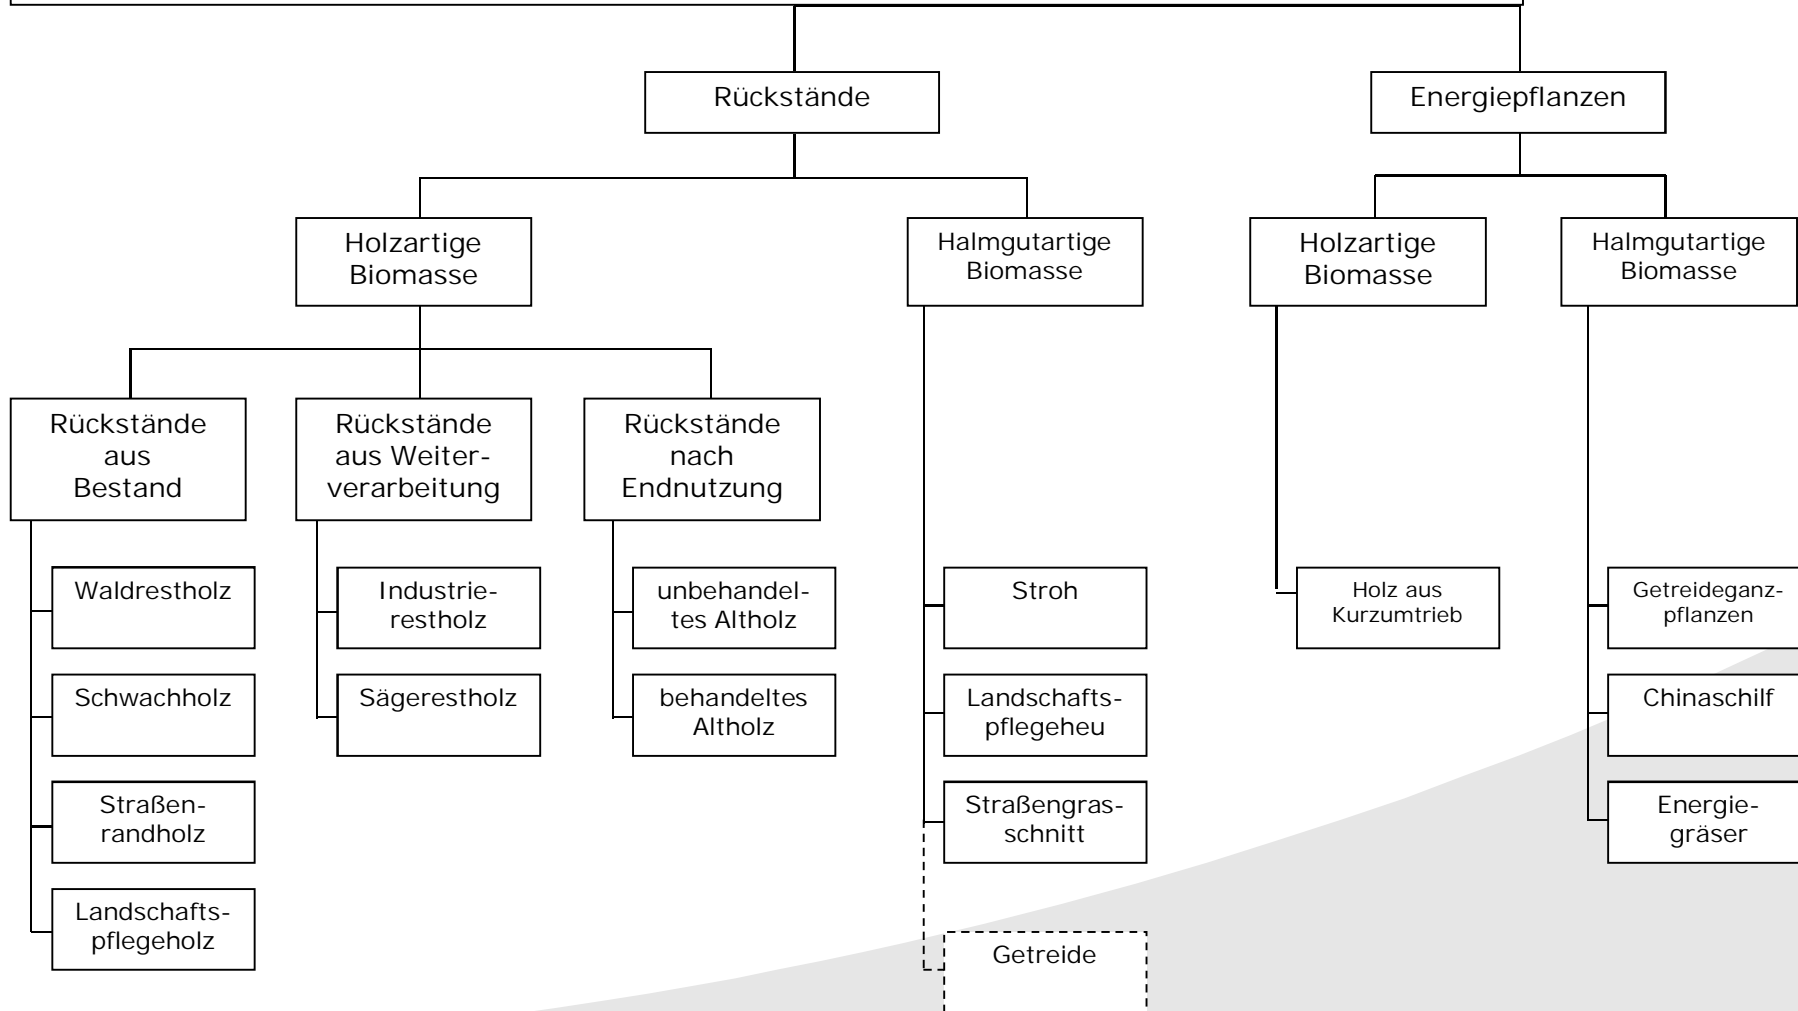 Rückstände
Energiepflanzen
Holzartige
Biomasse
Halmgutartige
Biomasse
Holzartige
Biomasse
Halmgutartige
Biomasse
Rückstände
aus
Bestand
Rückstände
aus Weiter-
verarbeitung
Rückstände
nach
Endnutzung
Waldrestholz
Schwachholz
Straßen-
randholz
Landschafts-
pflegeholz
Industrie-
restholz
Sägerestholz
unbehandel-
tes Altholz
behandeltes
Altholz
Stroh
Landschafts-
pflegeheu
Straßengras-
schnitt
Getreide
Holz aus
Kurzumtrieb
Getreideganz-
pflanzen
Chinaschilf
Energie-
gräser